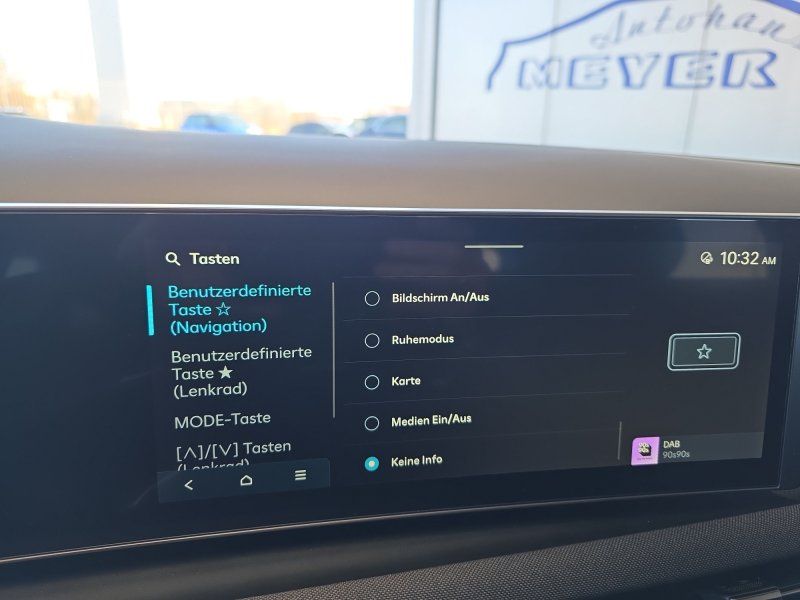 Autohaus
MEYER
Tasten
10:32 AM
Benutzerdefinierte
Taste ☆
(Navigation)
Benutzerdefinierte
Taste ★
(Lenkrad)
MODE-Taste
[∧]/[∨] Tasten
(Lenkrad)
Bildschirm An/Aus
Ruhemodus
Karte
Medien Ein/Aus
Keine Info
DAB
90s90s